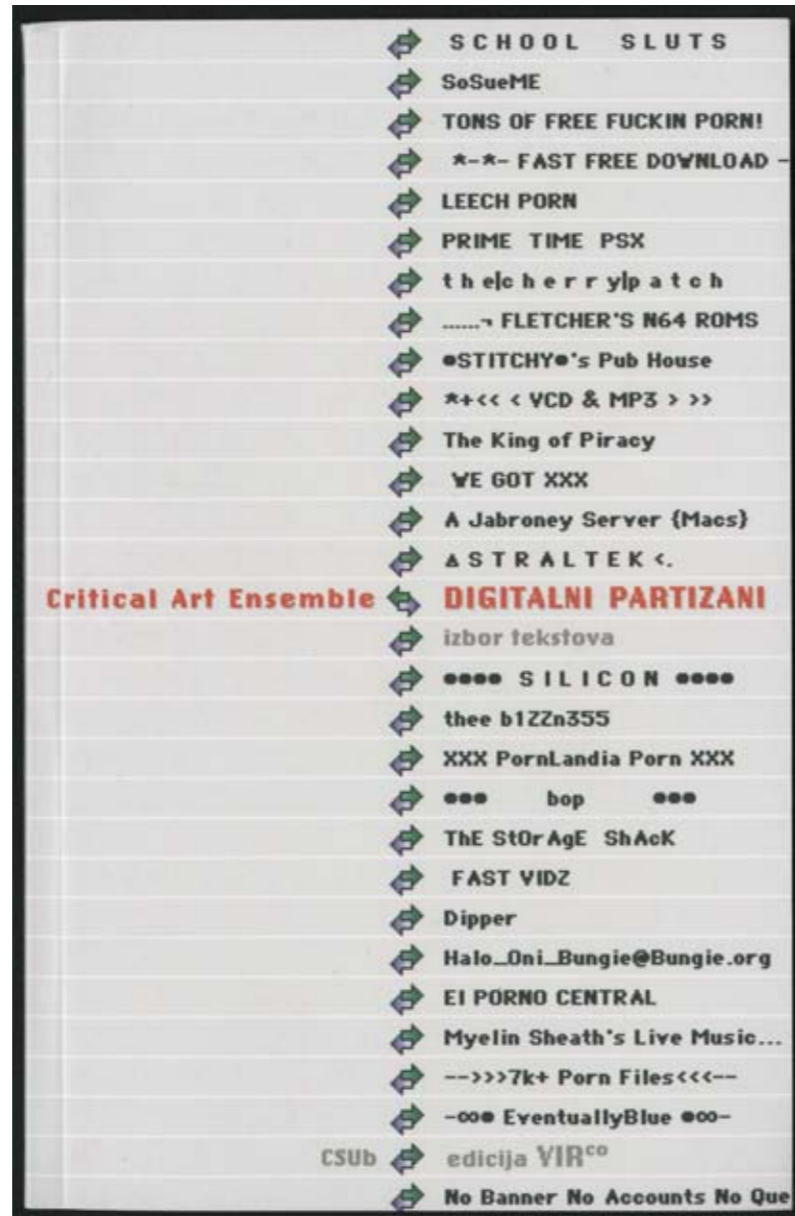 SCHOOL SLUTS
SoSueME
TONS OF FREE FUCKIN PORN!
*-*- FAST FREE DOWNLOAD -
LEECH PORN
PRIME TIME PSX
the|cherry|patch
......¬ FLETCHER'S N64 ROMS
●STITCHY●'s Pub House
*+<< < VCD & MP3 > >>
The King of Piracy
WE GOT XXX
A Jabroney Server {Macs}
▲STRALTEK<.
Critical Art Ensemble DIGITALNI PARTIZANI
izbor tekstova
●●●● SILICON ●●●●
thee b1ZZn355
XXX PornLandia Porn XXX
●●● bop ●●●
ThE StOrAgE ShAcK
FAST VIDZ
Dipper
Halo_Oni_Bungie@Bungie.org
El PORNO CENTRAL
Myelin Sheath's Live Music...
-->>>7k+ Porn Files<<<--
-∞● EventuallyBlue ●∞-
CSUb edicija VIRco
No Banner No Accounts No Que